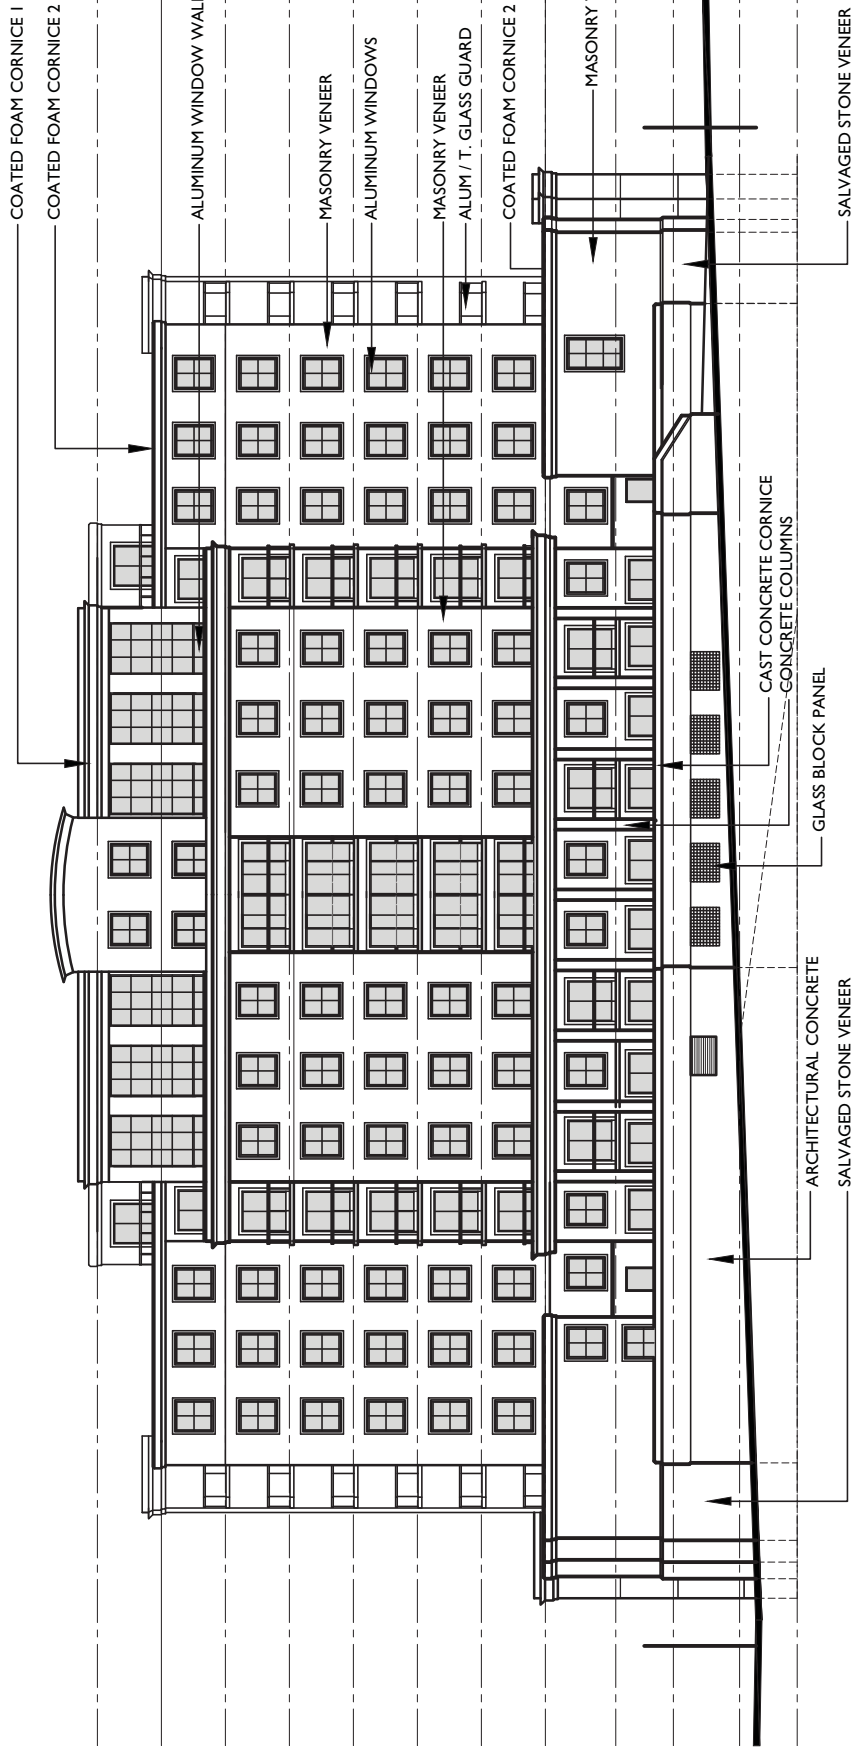 COATED FOAM CORNICE 1
COATED FOAM CORNICE 2
ALUMINUM WINDOW WALL
MASONRY VENEER
ALUMINUM WINDOWS
MASONRY VENEER
ALUM / T. GLASS GUARD
COATED FOAM CORNICE 2
MASONRY
SALVAGED STONE VENEER
CAST CONCRETE CORNICE
CONCRETE COLUMNS
GLASS BLOCK PANEL
ARCHITECTURAL CONCRETE
SALVAGED STONE VENEER